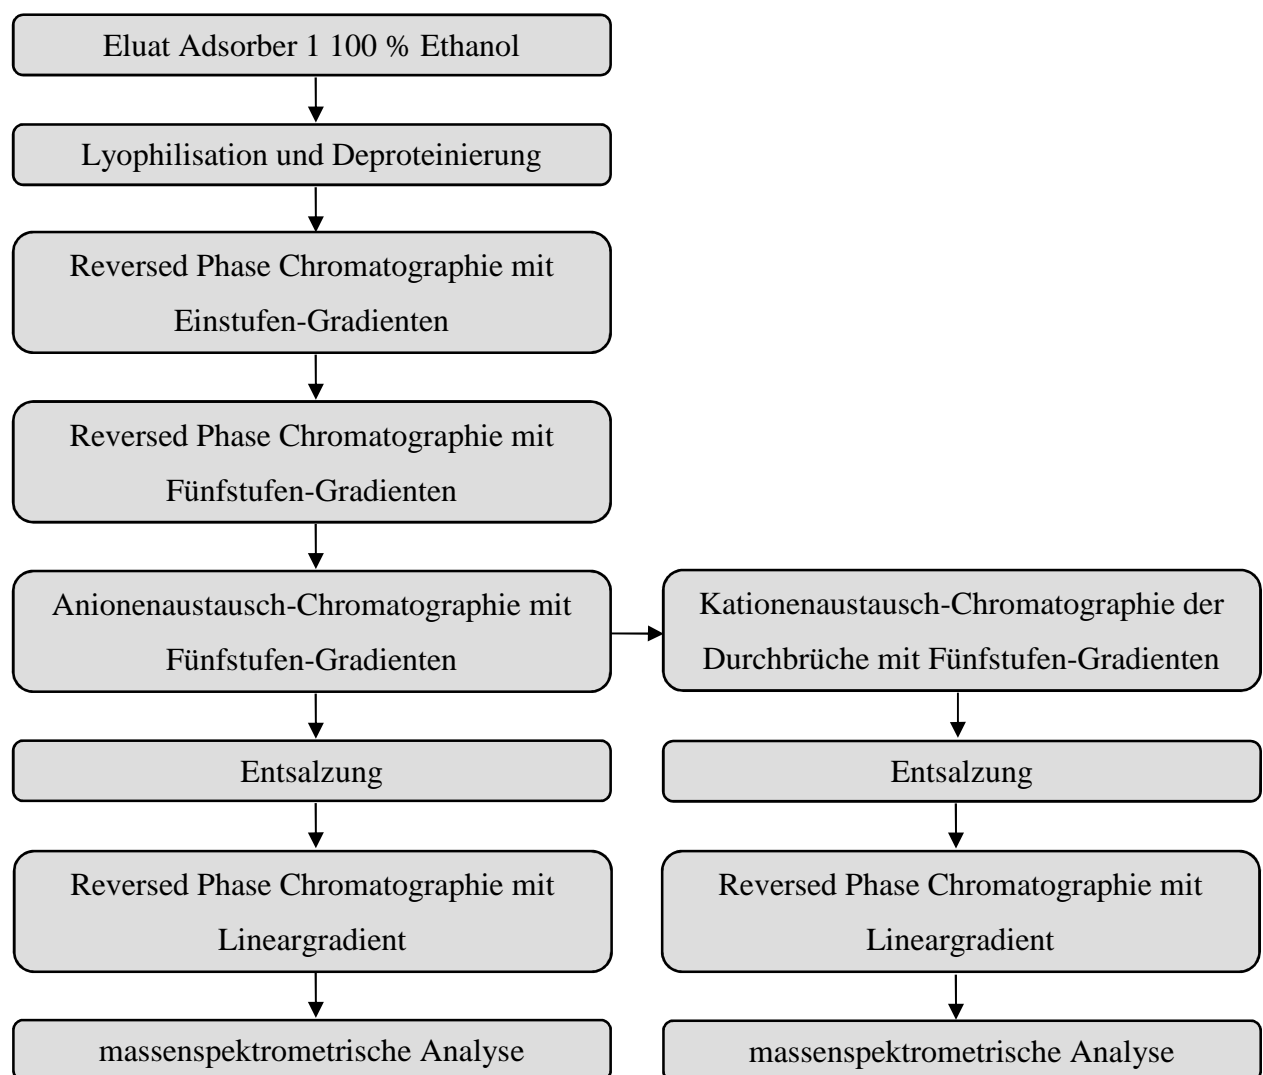 Eluat Adsorber 1 100 % Ethanol
Lyophilisation und Deproteinierung
Reversed Phase Chromatographie mit
Einstufen-Gradienten
Reversed Phase Chromatographie mit
Fünfstufen-Gradienten
Anionenaustausch-Chromatographie mit
Fünfstufen-Gradienten
Kationenaustausch-Chromatographie der
Durchbrüche mit Fünfstufen-Gradienten
Entsalzung
Entsalzung
Reversed Phase Chromatographie mit
Lineargradient
Reversed Phase Chromatographie mit
Lineargradient
massenspektrometrische Analyse
massenspektrometrische Analyse